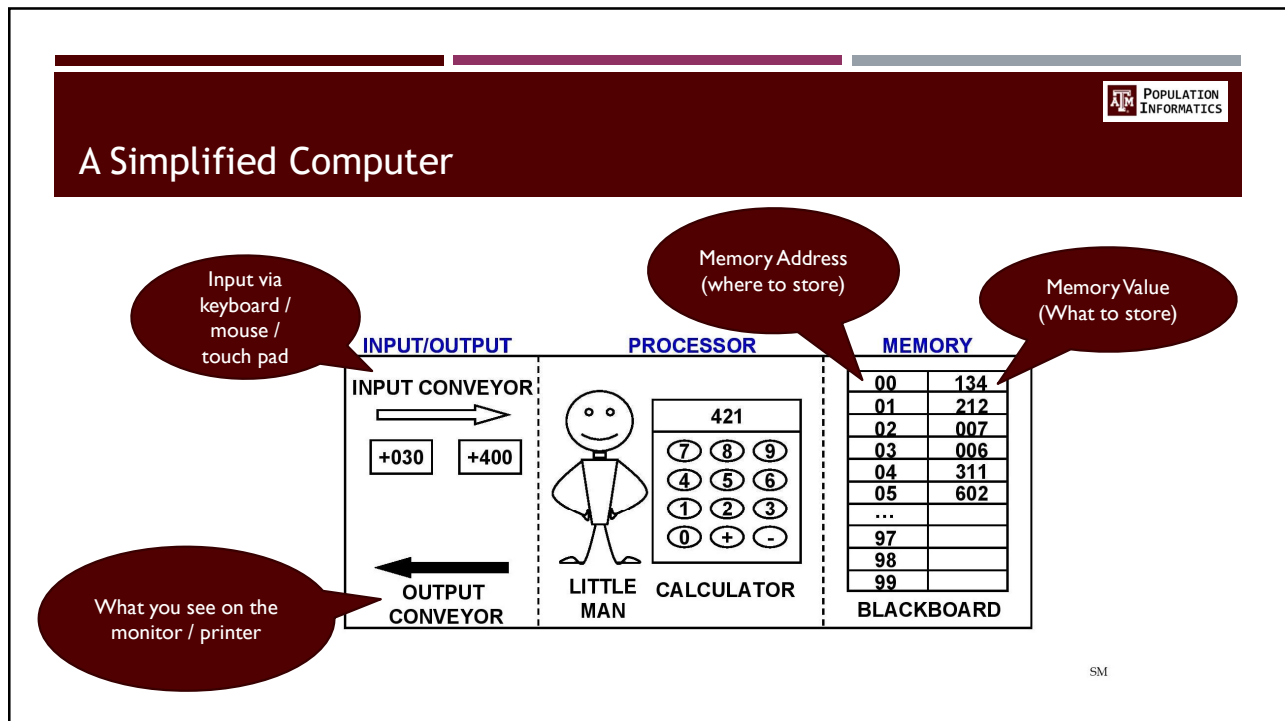 ĀTM POPULATION
INFORMATICS
A Simplified Computer
Input via
keyboard /
mouse /
touch pad
Memory Address
(where to store)
Memory Value
(What to store)
INPUT/OUTPUT
PROCESSOR
MEMORY
INPUT CONVEYOR
+030 +400
OUTPUT
CONVEYOR
What you see on the
monitor / printer
LITTLE
MAN
421
7 8 9
4 5 6
1 2 3
0 + -
CALCULATOR
00 134
01 212
02 007
03 006
04 311
05 602
...
97
98
99
BLACKBOARD
SM